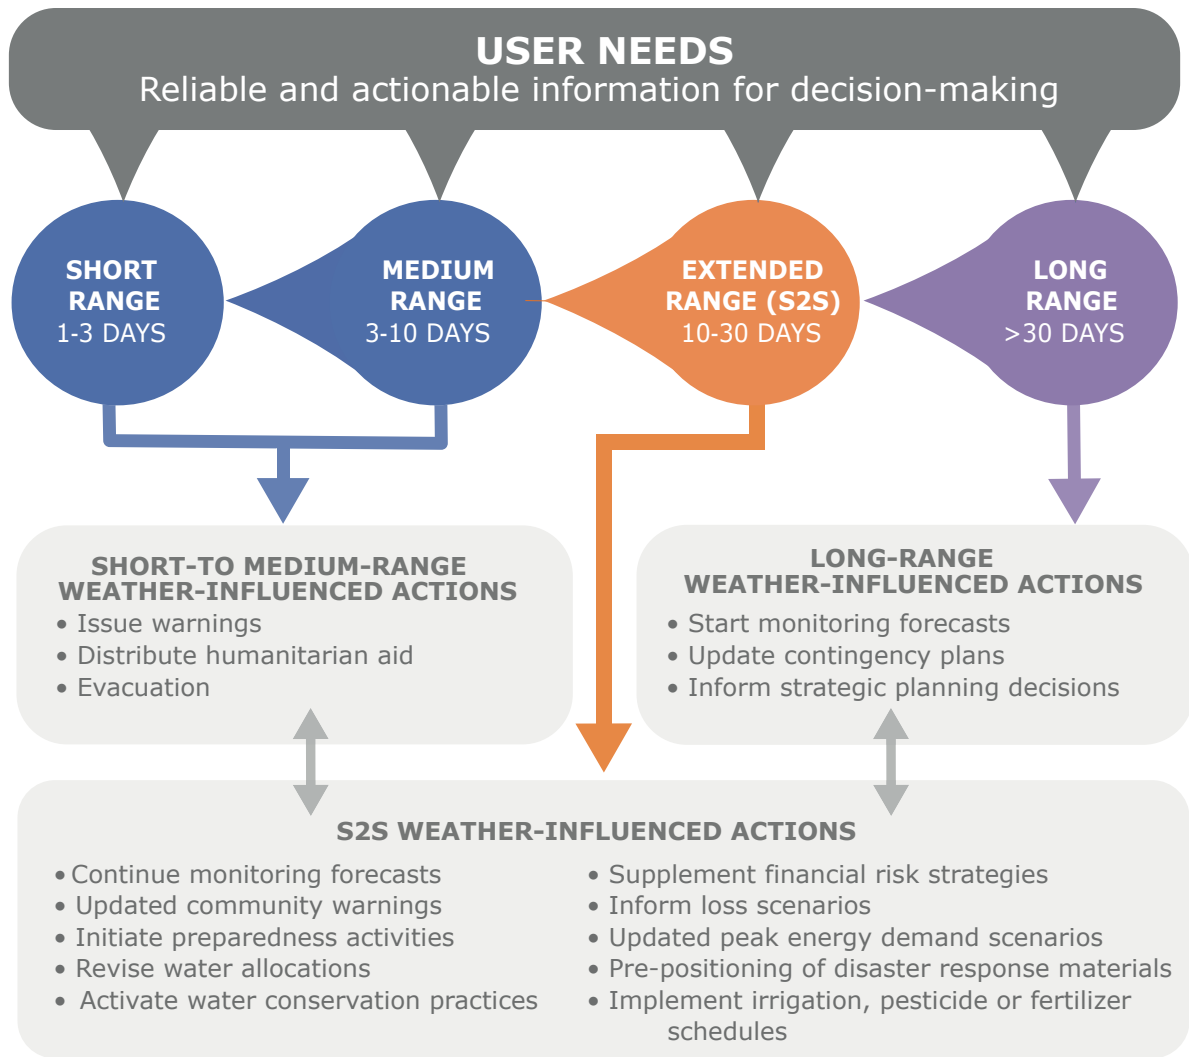 USER NEEDS
Reliable and actionable information for decision-making
SHORT
RANGE
1-3 DAYS
MEDIUM
RANGE
3-10 DAYS
EXTENDED
RANGE (S2S)
10-30 DAYS
LONG
RANGE
>30 DAYS
SHORT-TO MEDIUM-RANGE
WEATHER-INFLUENCED ACTIONS
• Issue warnings
• Distribute humanitarian aid
• Evacuation
LONG-RANGE
WEATHER-INFLUENCED ACTIONS
• Start monitoring forecasts
• Update contingency plans
• Inform strategic planning decisions
S2S WEATHER-INFLUENCED ACTIONS
• Continue monitoring forecasts
• Updated community warnings
• Initiate preparedness activities
• Revise water allocations
• Activate water conservation practices
• Supplement financial risk strategies
• Inform loss scenarios
• Updated peak energy demand scenarios
• Pre-positioning of disaster response materials
• Implement irrigation, pesticide or fertilizer
schedules